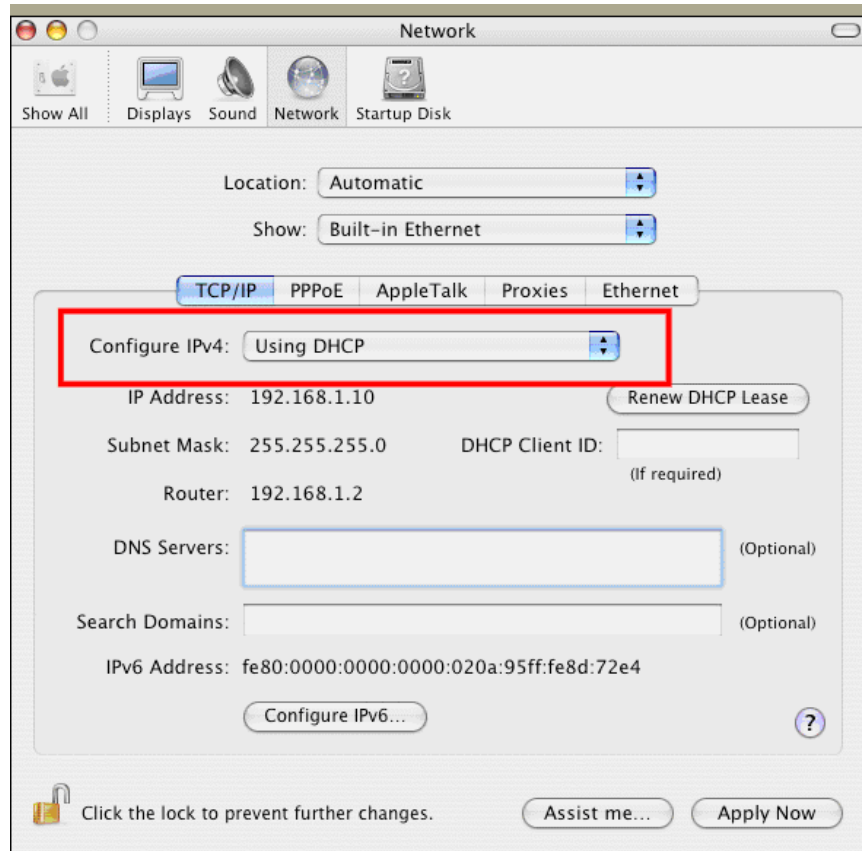 Network
Show All Displays Sound Network Startup Disk
Location: Automatic
Show: Built-in Ethernet
TCP/IP PPPoE AppleTalk Proxies Ethernet
Configure IPv4: Using DHCP
IP Address: 192.168.1.10 Renew DHCP Lease
Subnet Mask: 255.255.255.0 DHCP Client ID:
(If required)
Router: 192.168.1.2
DNS Servers: (Optional)
Search Domains: (Optional)
IPv6 Address: fe80:0000:0000:0000:020a:95ff:fe8d:72e4
Configure IPv6...
?
Click the lock to prevent further changes. Assist me... Apply Now